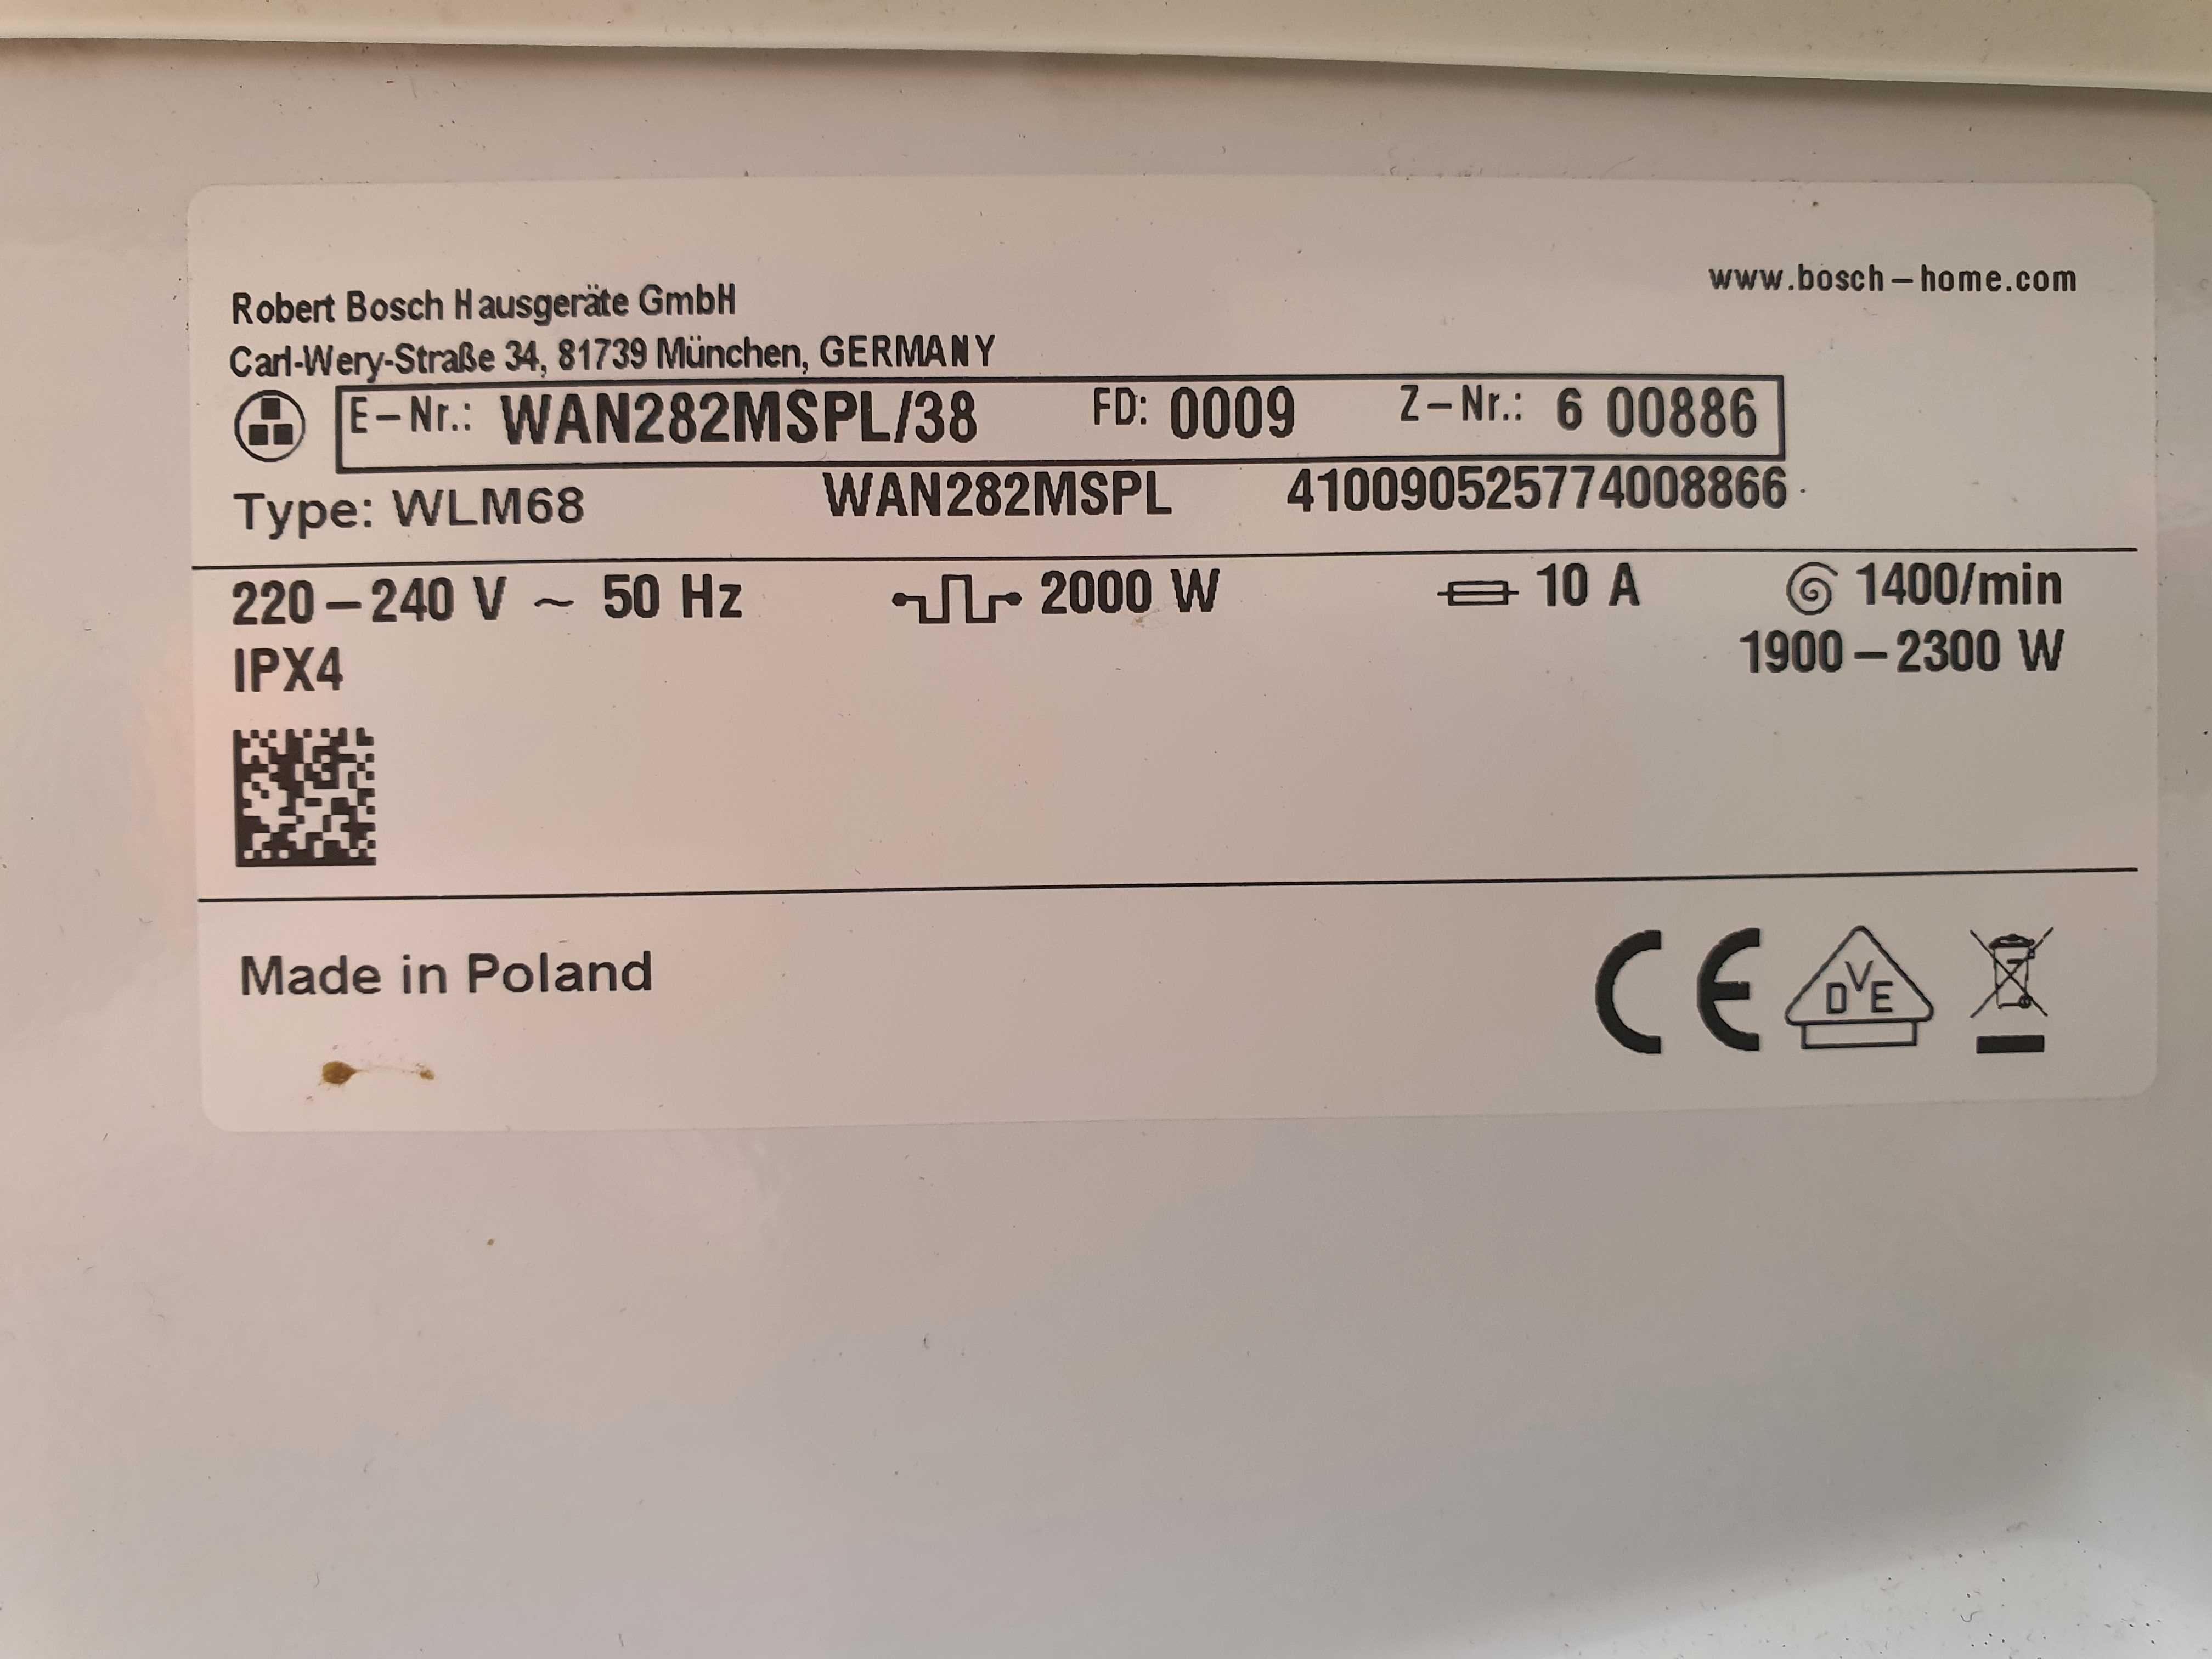 www.bosch-home.com
Robert Bosch Hausgeräte GmbH
Carl-Wery-Straße 34, 81739 München, GERMANY
E-Nr.: WAN282MSPL/38 FD: 0009 Z-Nr.: 6 00886
Type: WLM68 WAN282MSPL 410090525774008866
220-240 V ~ 50 Hz 2000 W 10 A 1400/min
IPX4 1900-2300 W
Made in Poland CE DVE